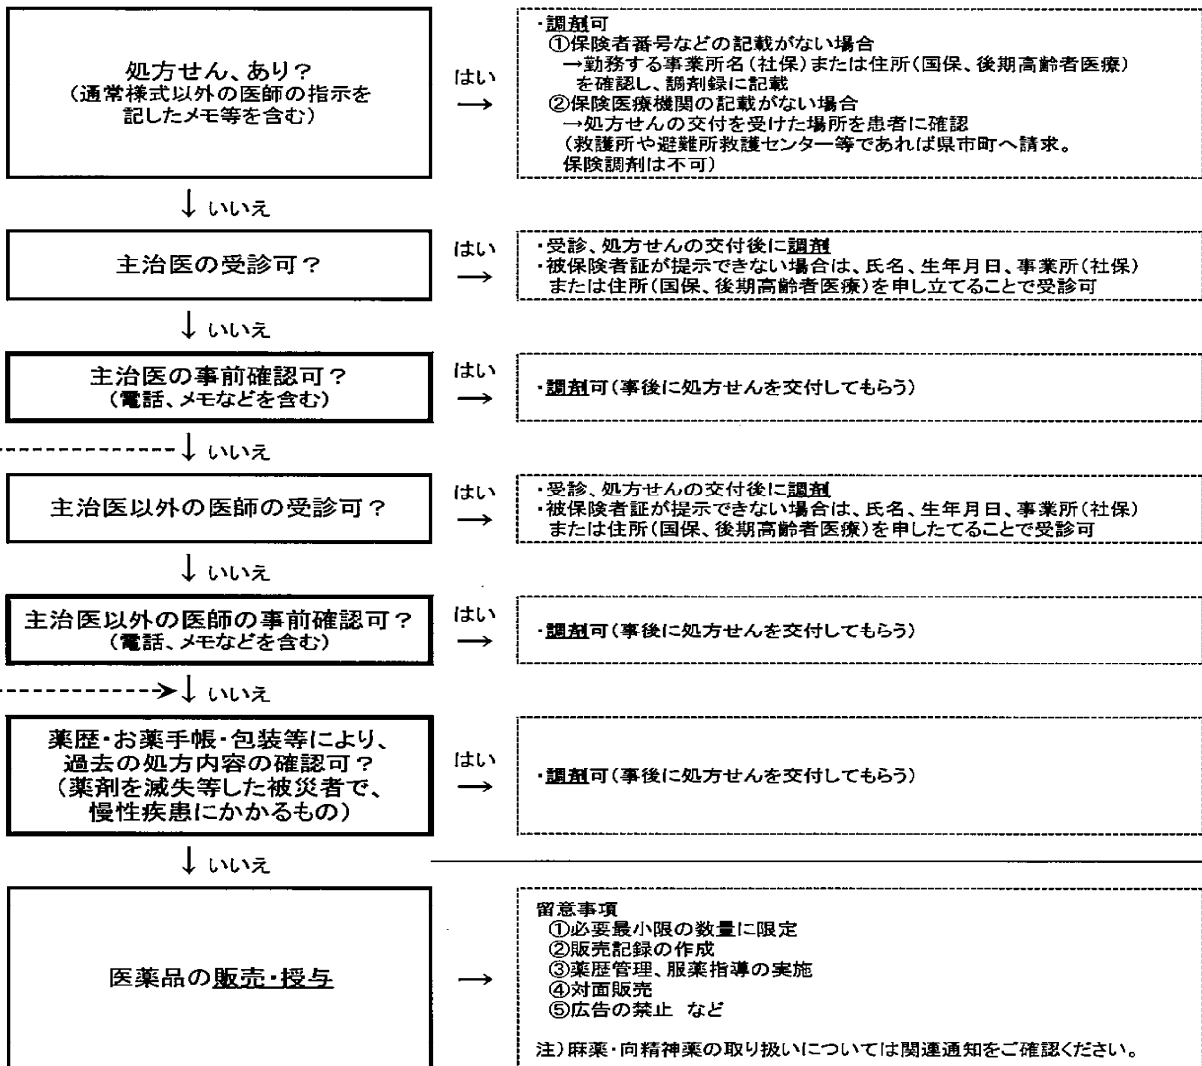 処方せん、あり？
（通常様式以外の医師の指示を
記したメモ等を含む）
はい
→
・調剤可
①保険者番号などの記載がない場合
→勤務する事業所名（社保）または住所（国保、後期高齢者医療）
を確認し、調剤録に記載
②保険医療機関の記載がない場合
→処方せんの交付を受けた場所を患者に確認
（救護所や避難所救護センター等であれば県市町へ請求。
保険調剤は不可）
↓ いいえ
主治医の受診可？
はい
→
・受診、処方せんの交付後に調剤
・被保険者証が提示できない場合は、氏名、生年月日、事業所（社保）
または住所（国保、後期高齢者医療）を申し立てることで受診可
↓ いいえ
主治医の事前確認可？
（電話、メモなどを含む）
はい
→
・調剤可（事後に処方せんを交付してもらう）
↓ いいえ
主治医以外の医師の受診可？
はい
→
・受診、処方せんの交付後に調剤
・被保険者証が提示できない場合は、氏名、生年月日、事業所（社保）
または住所（国保、後期高齢者医療）を申したてることで受診可
↓ いいえ
主治医以外の医師の事前確認可？
（電話、メモなどを含む）
はい
→
・調剤可（事後に処方せんを交付してもらう）
↓ いいえ
薬歴・お薬手帳・包装等により、
過去の処方内容の確認可？
（薬剤を滅失等した被災者で、
慢性疾患にかかるもの）
はい
→
・調剤可（事後に処方せんを交付してもらう）
↓ いいえ
医薬品の販売・授与
→
留意事項
①必要最小限の数量に限定
②販売記録の作成
③薬歴管理、服薬指導の実施
④対面販売
⑤広告の禁止 など
注）麻薬・向精神薬の取り扱いについては関連通知をご確認ください。